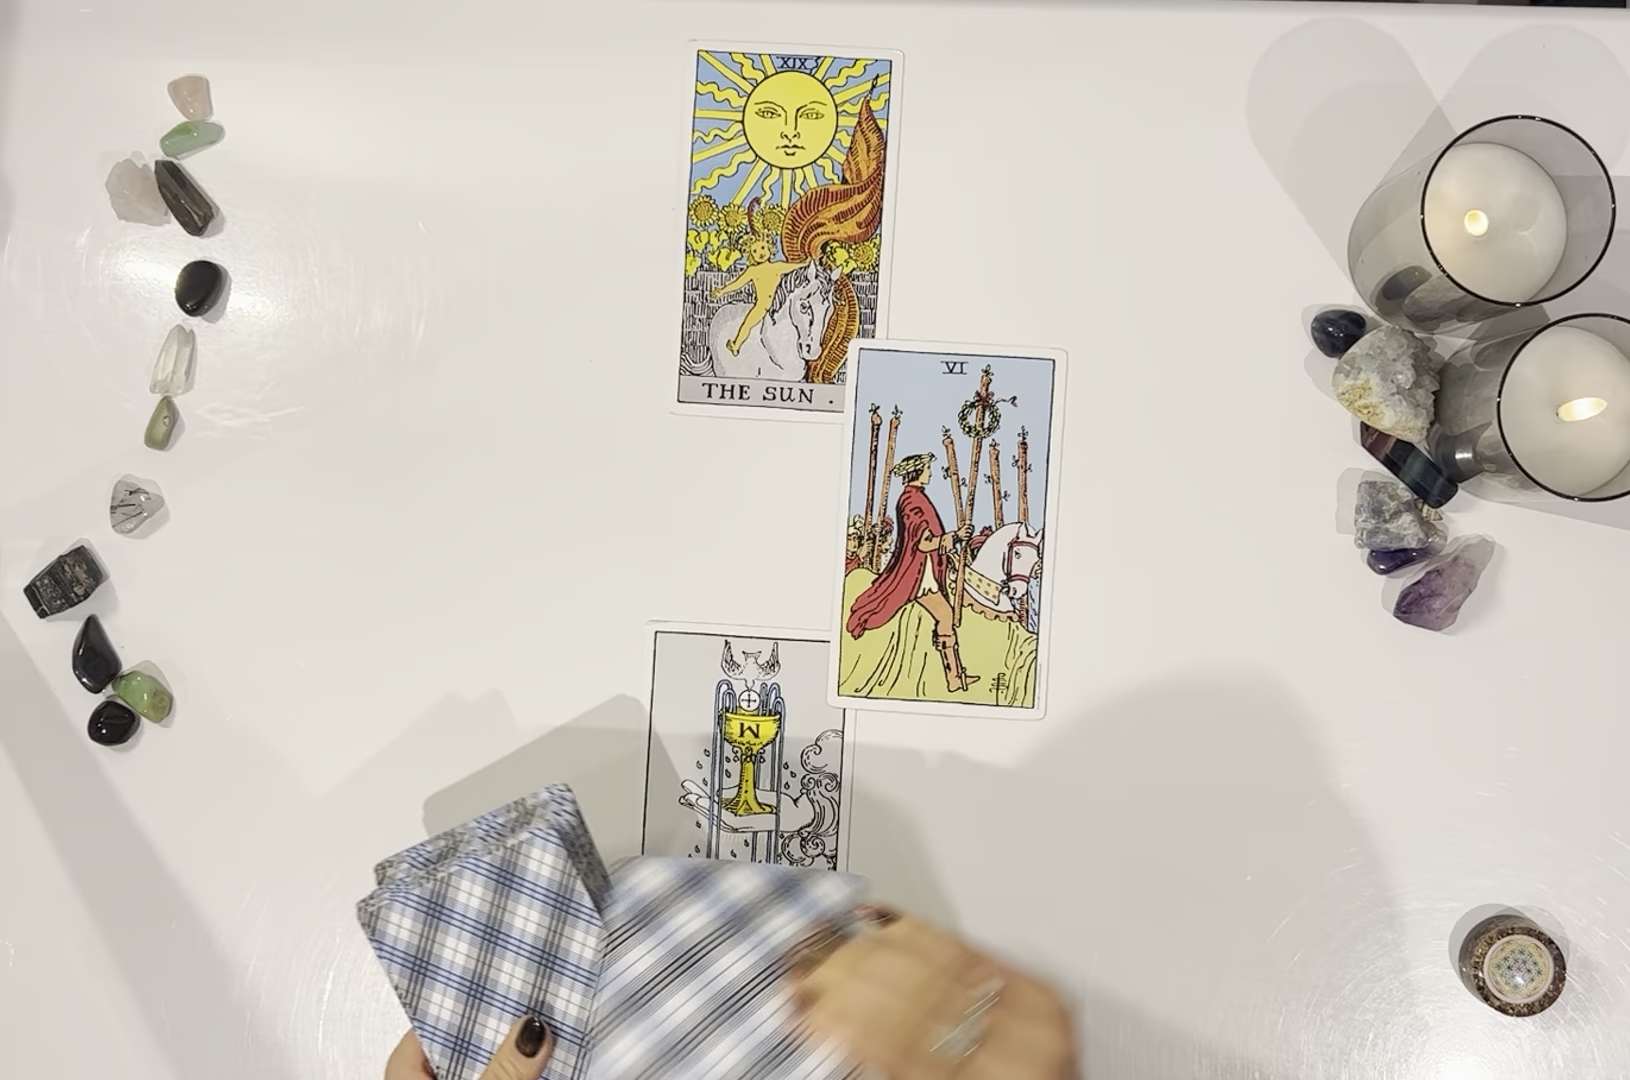 XIX
THE SUN .
VI
W